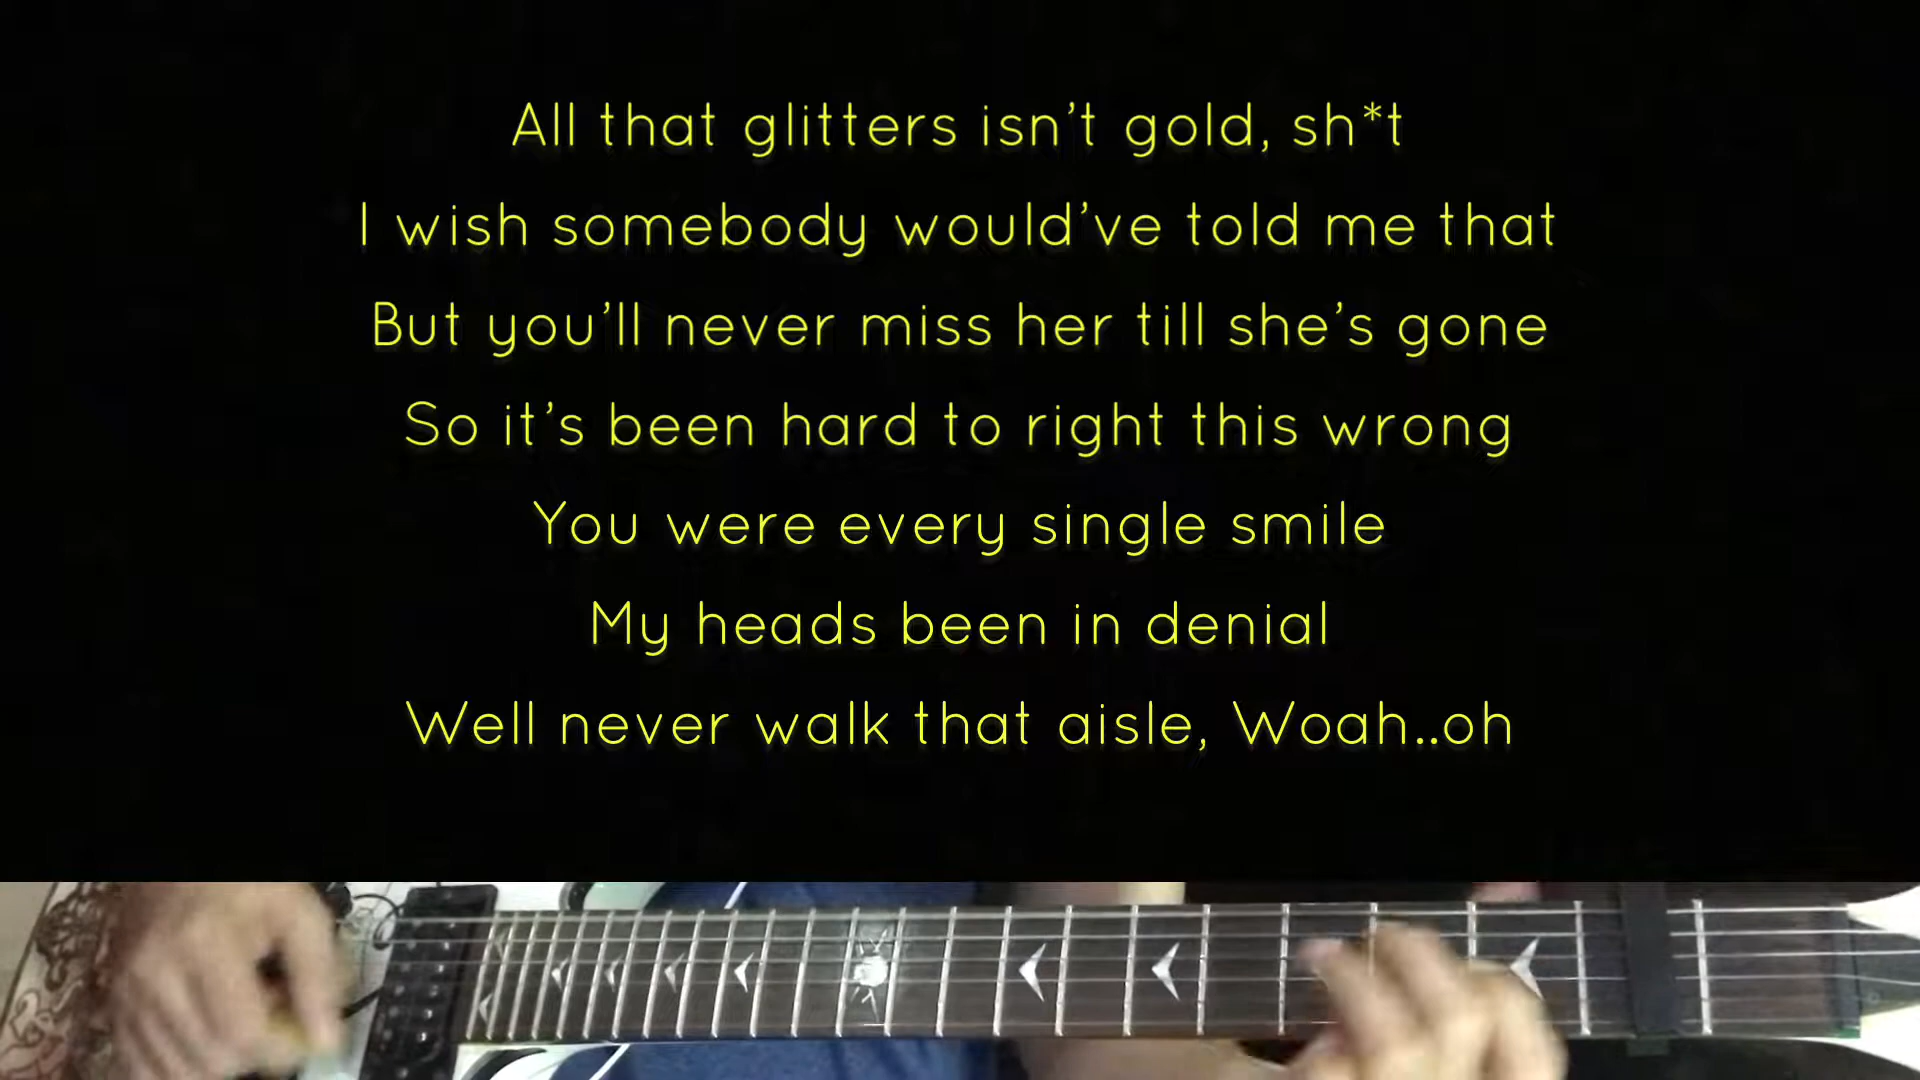 All that glitters isn't gold, sh*t
I wish somebody would've told me that
But you'll never miss her till she's gone
So it's been hard to right this wrong
You were every single smile
My heads been in denial
Well never walk that aisle, Woah..oh